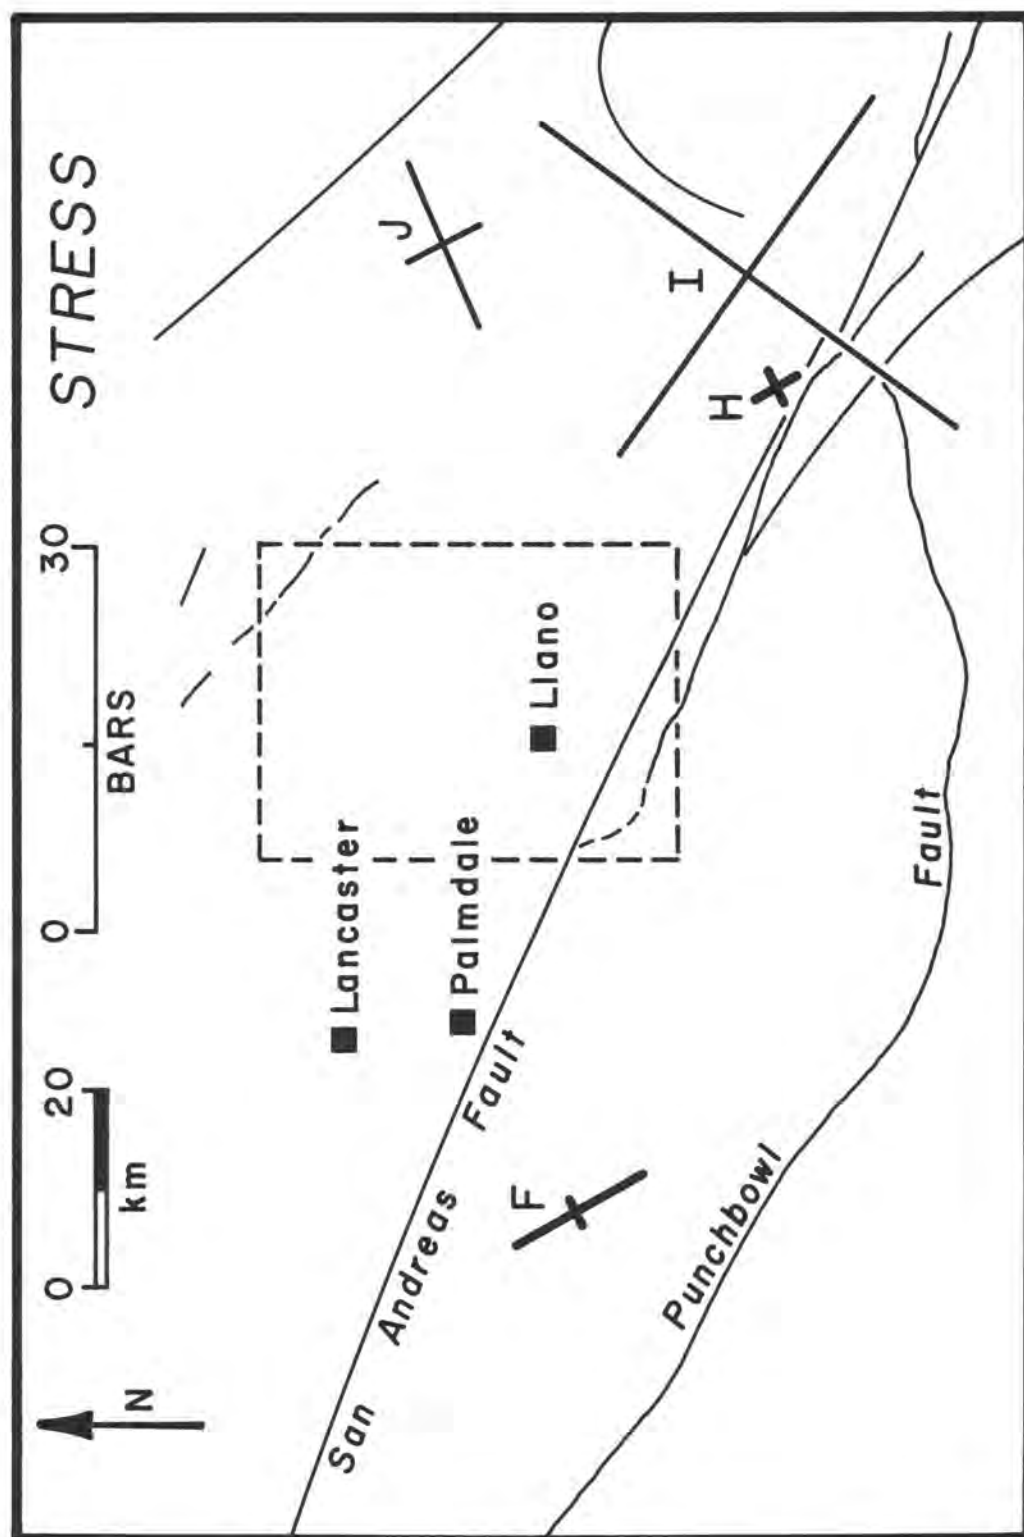 0 20
km
0 30
BARS
STRESS
N
Lancaster
Palmdale
Llano
J
San Andreas Fault
F
I
H
Punchbowl Fault